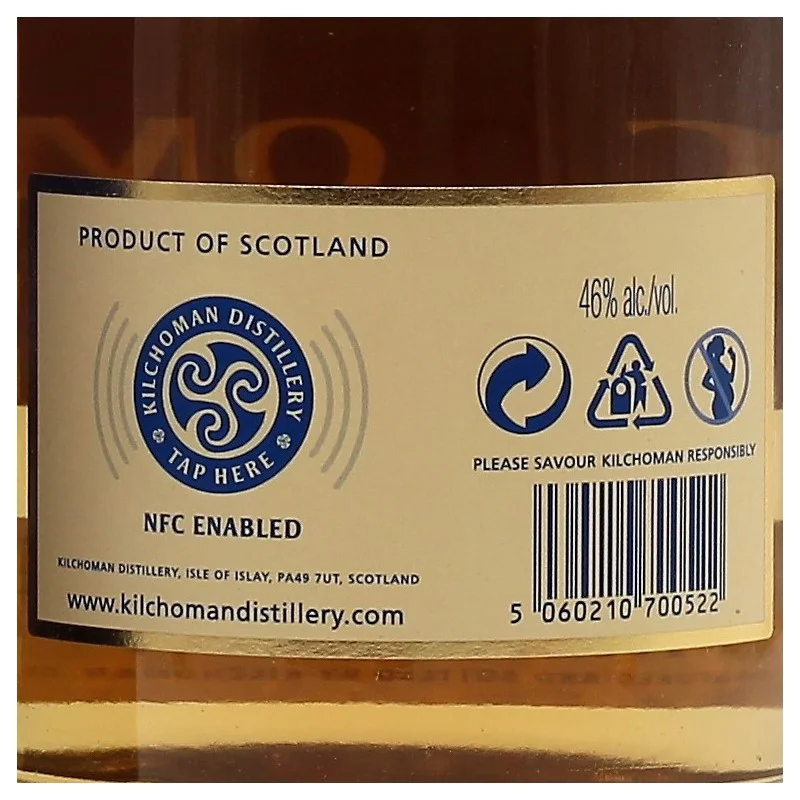 PRODUCT OF SCOTLAND
KILCHOMAN DISTILLERY
TAP HERE
NFC ENABLED
KILCHOMAN DISTILLERY, ISLE OF ISLAY, PA49 7UT, SCOTLAND
www.kilchomandistillery.com
46% alc./vol.
PLEASE SAVOUR KILCHOMAN RESPONSIBLY
5 060210 700522